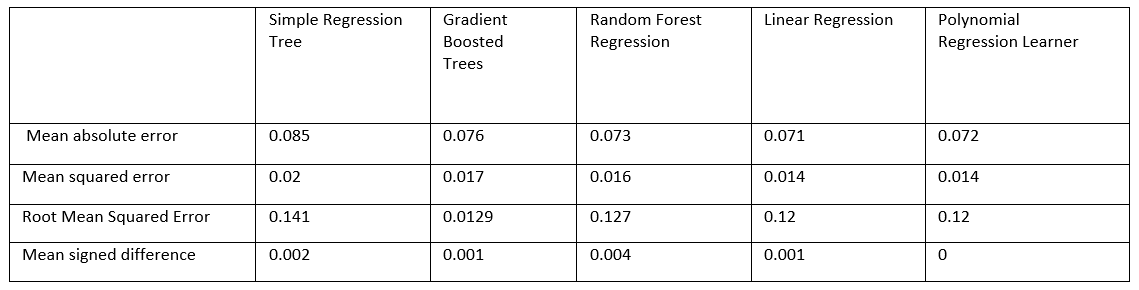 Simple Regression Tree Gradient Boosted Trees Random Forest Regression Linear Regression Polynomial Regression Learner
Mean absolute error 0.085 0.076 0.073 0.071 0.072
Mean squared error 0.02 0.017 0.016 0.014 0.014
Root Mean Squared Error 0.141 0.0129 0.127 0.12 0.12
Mean signed difference 0.002 0.001 0.004 0.001 0